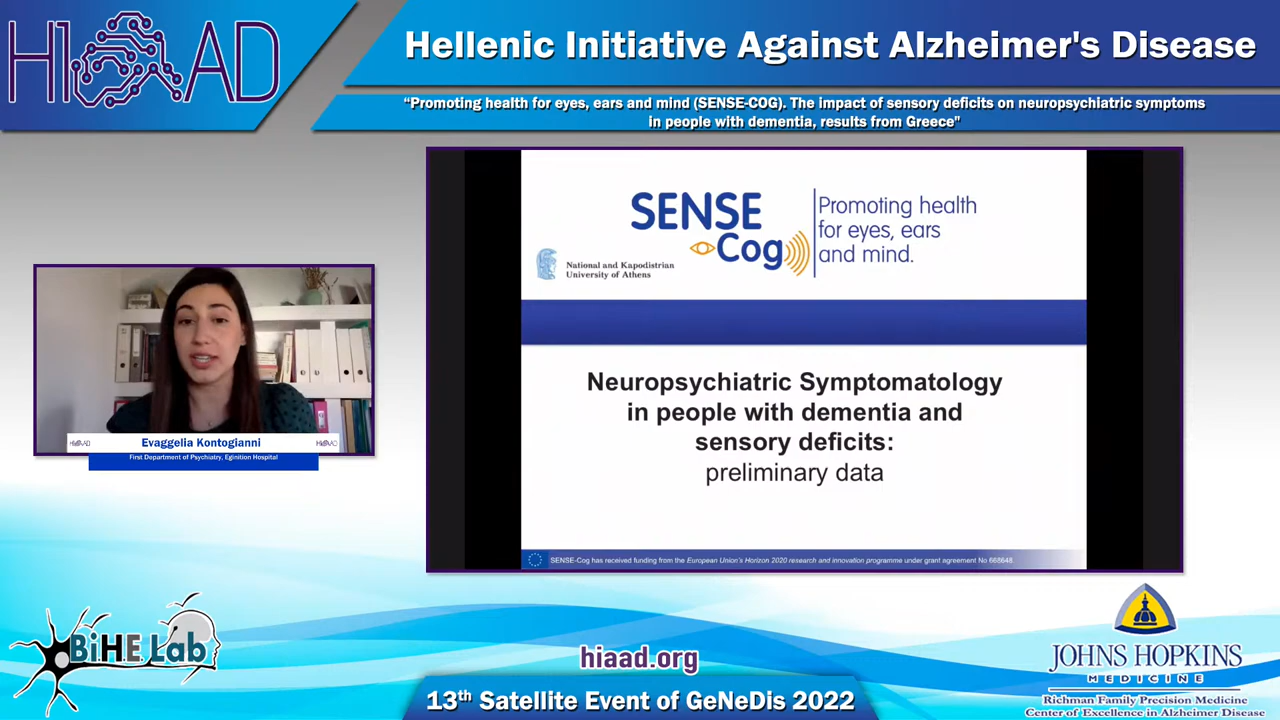 HIAAD
Hellenic Initiative Against Alzheimer's Disease
“Promoting health for eyes, ears and mind (SENSE-COG). The impact of sensory deficits on neuropsychiatric symptoms
in people with dementia, results from Greece”
SENSE
Cog
Promoting health
for eyes, ears
and mind.
National and Kapodistrian
University of Athens
Neuropsychiatric Symptomatology
in people with dementia and
sensory deficits:
preliminary data
SENSE-Cog has received funding from the European Union's Horizon 2020 research and innovation programme under grant agreement No 668648
HIAAD
Evaggelia Kontogianni
HIAAD
First Department of Psychiatry, Eginition Hospital
BiHE Lab
hiaad.org
13th Satellite Event of GeNeDis 2022
JOHNS HOPKINS
MEDICINE
Richman Family Precision Medicine
Center of Excellence in Alzheimer Disease